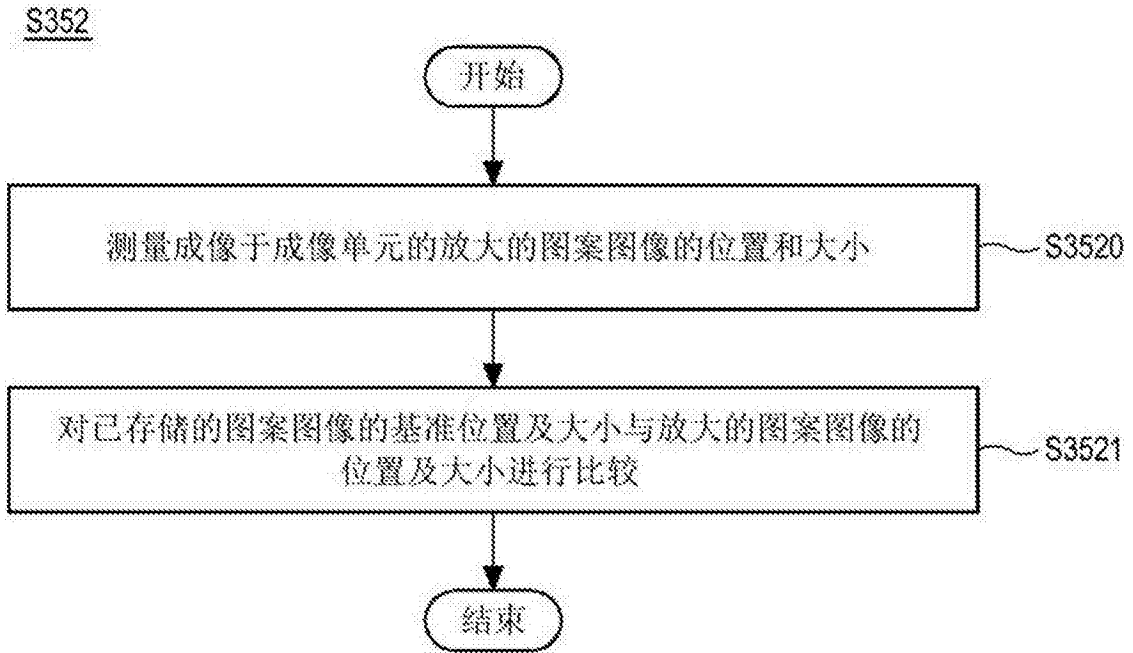 S352
开始
测量成像于成像单元的放大的图案图像的位置和大小
S3520
对已存储的图案图像的基准位置及大小与放大的图案图像的
位置及大小进行比较
S3521
结束